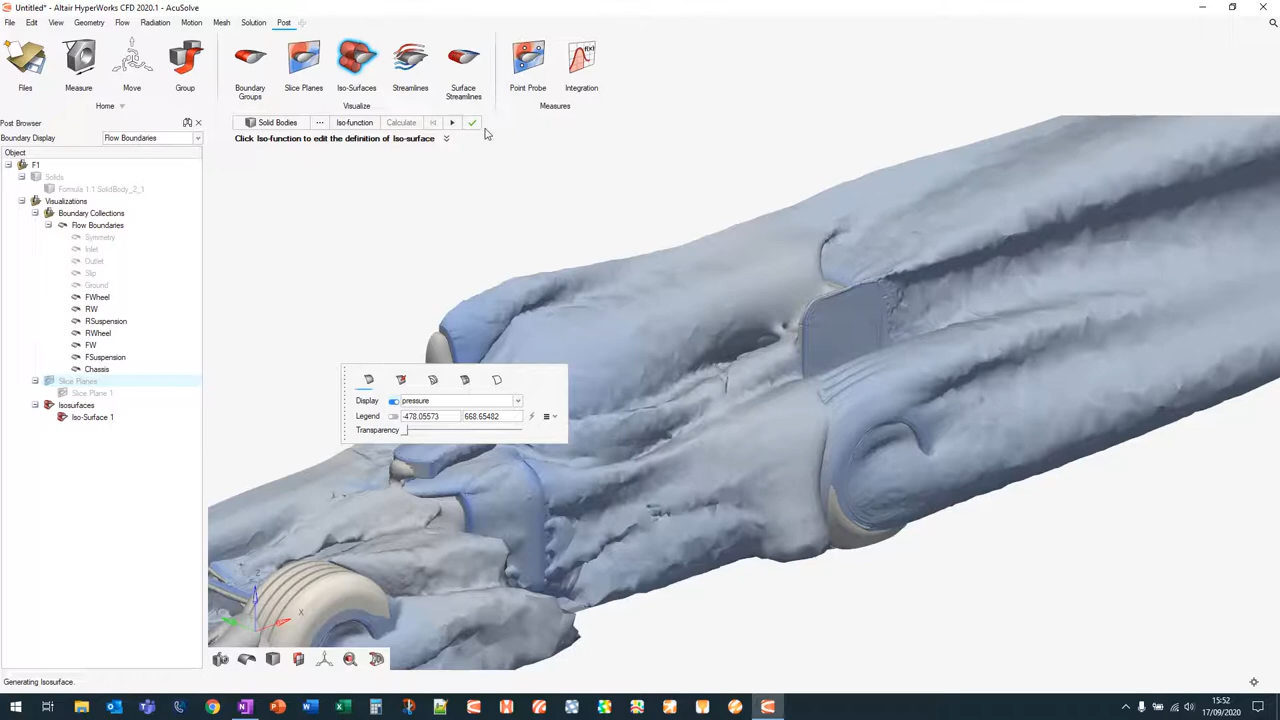 Untitled* - Altair HyperWorks CFD 2020.1 - AcuSolve
File Edit View Geometry Flow Radiation Motion Mesh Solution Post
Files Measure Move Group Boundary Groups Slice Planes Iso-Surfaces Streamlines Surface Streamlines Point Probe Integration
f(x)
Home Visualize Measures
Post Browser
Solid Bodies ... Iso-function Calculate
Boundary Display Flow Boundaries
Click Iso-function to edit the definition of Iso-surface
Object
F1
Solids
Formula 1.1 SolidBody_2_1
Visualizations
Boundary Collections
Flow Boundaries
Symmetry
Inlet
Outlet
Slip
Ground
FWheel
RW
RSuspension
RWheel
FW
FSuspension
Chassis
Slice Planes
Slice Plane 1
Isosurfaces
Iso-Surface 1
Display pressure
Legend -478.05573 668.65482
Transparency
Z
X
Generating Isosurface.
15:52
17/09/2020